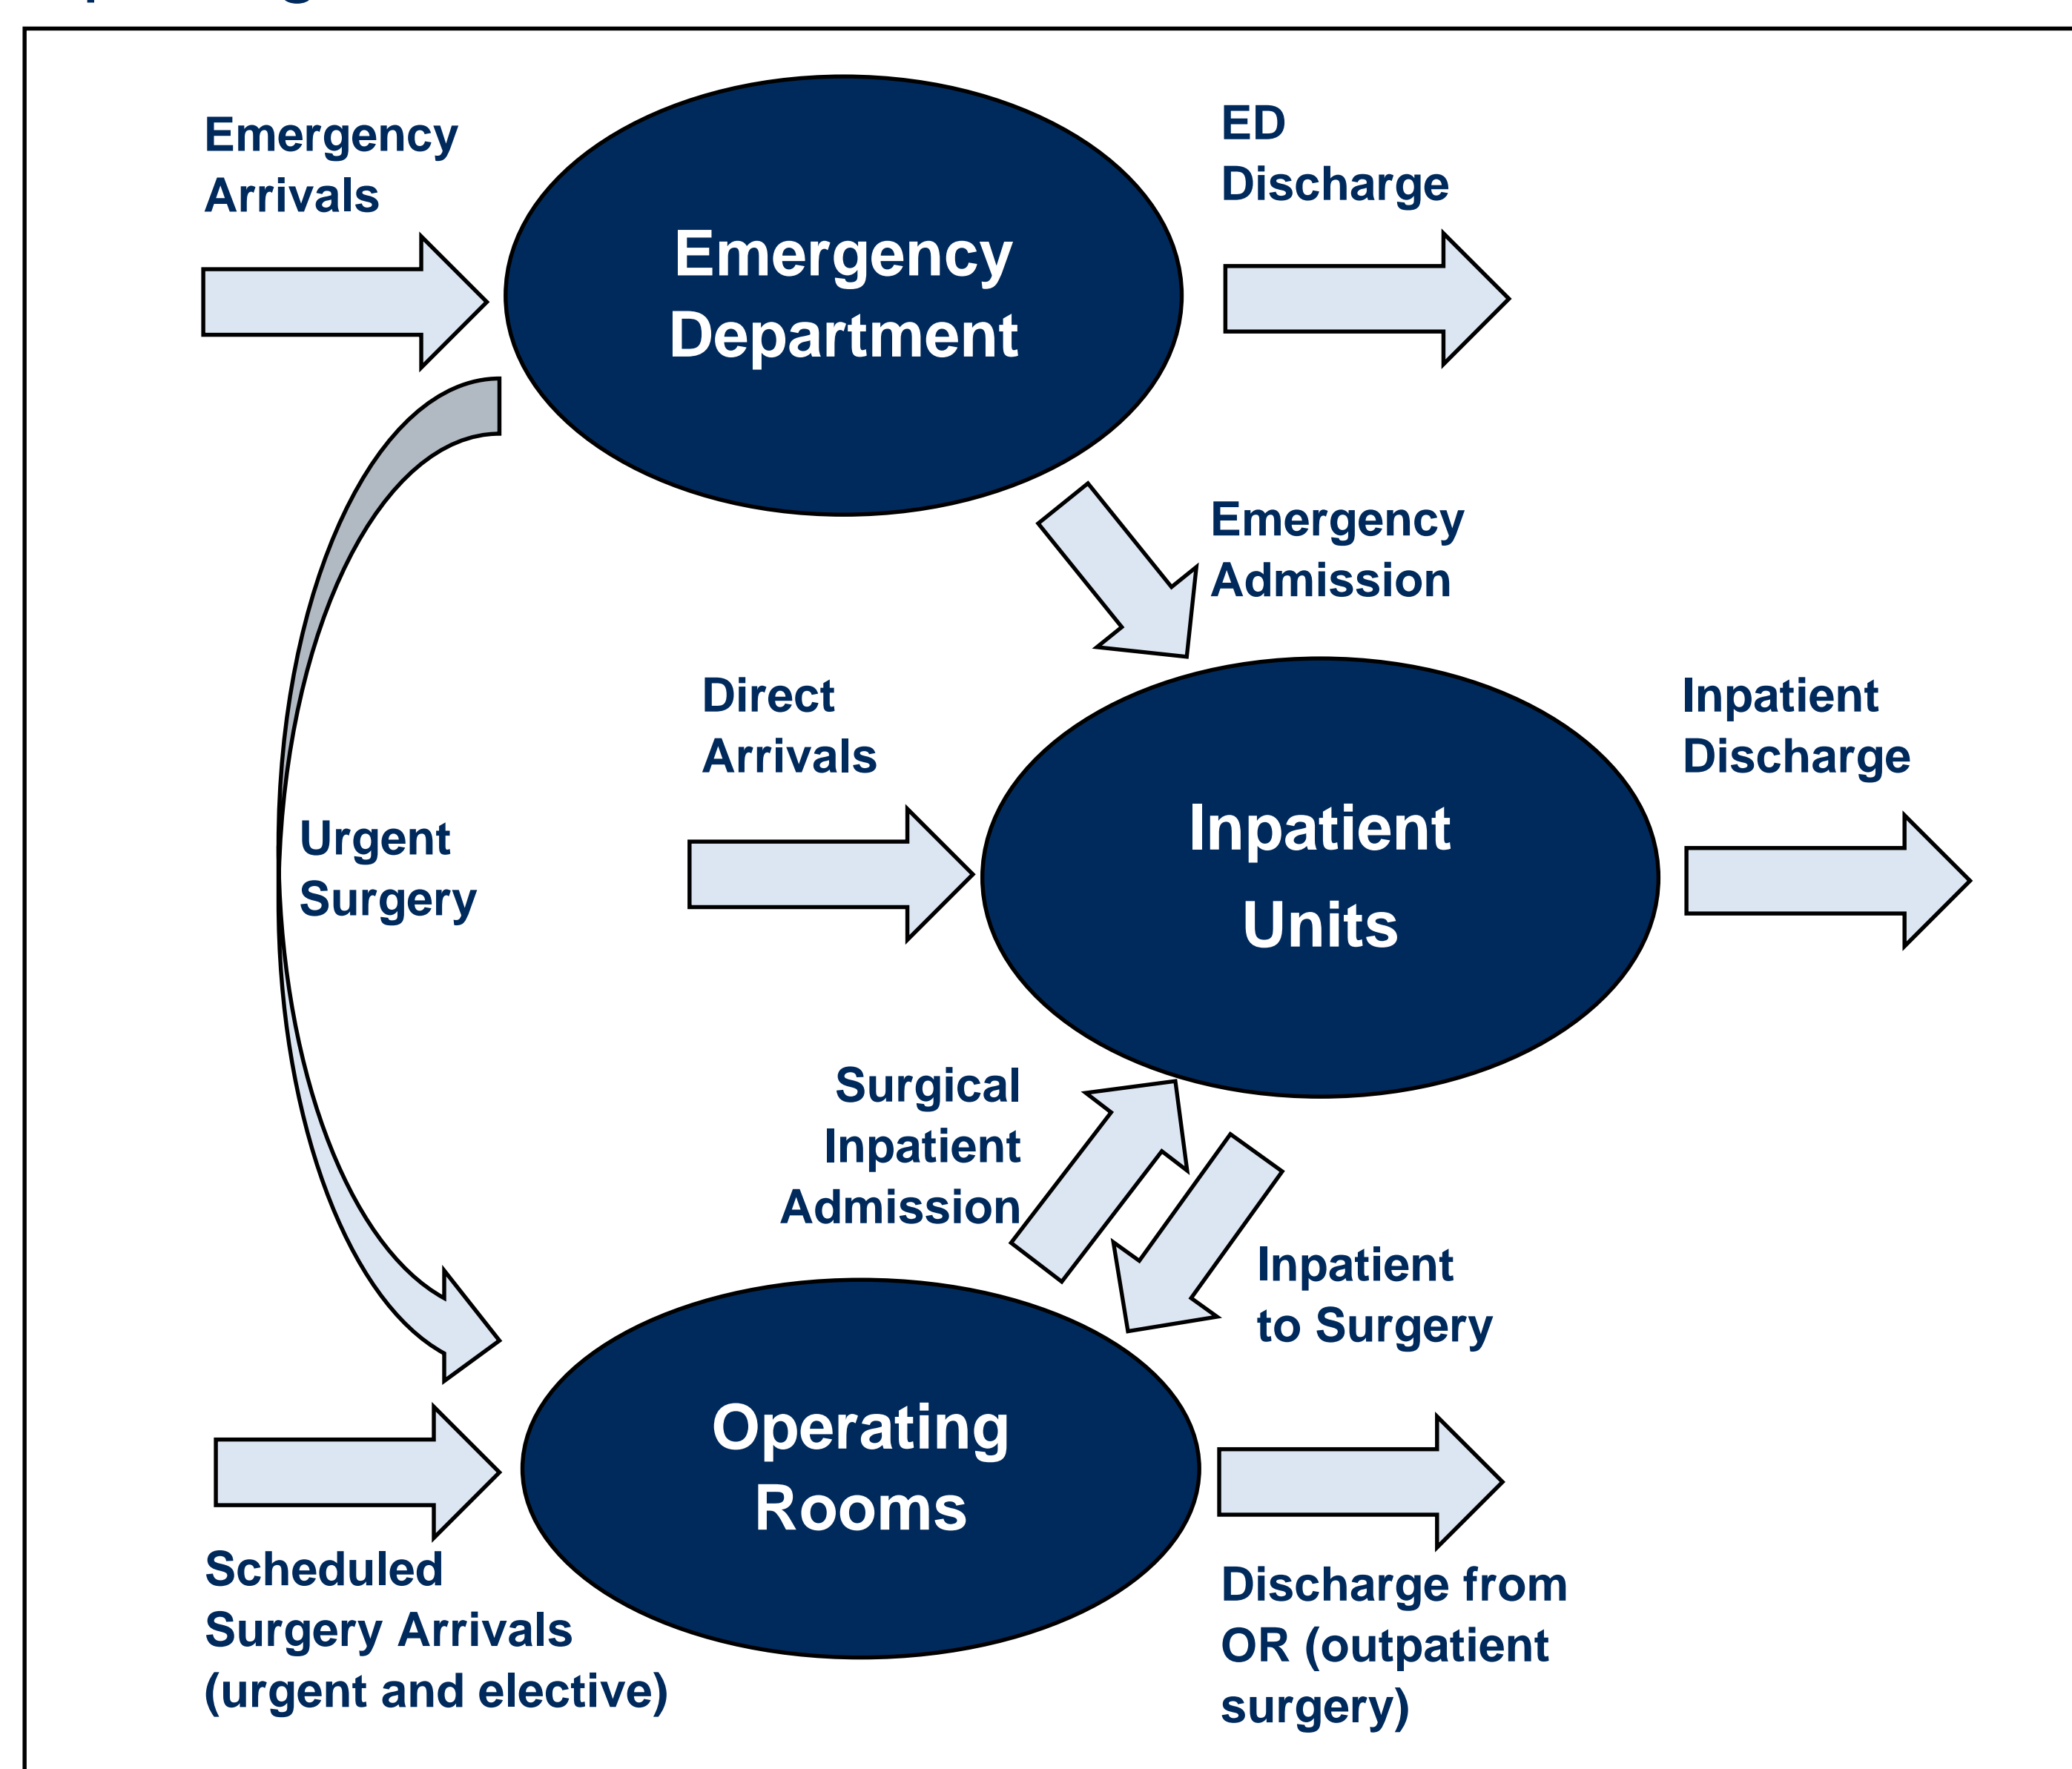 Emergency
Arrivals
ED
Discharge
Emergency
Department
Emergency
Admission
Direct
Arrivals
Inpatient
Discharge
Inpatient
Units
Urgent
Surgery
Surgical
Inpatient
Admission
Inpatient
to Surgery
Operating
Rooms
Scheduled
Surgery Arrivals
(urgent and elective)
Discharge from
OR (outpatient
surgery)